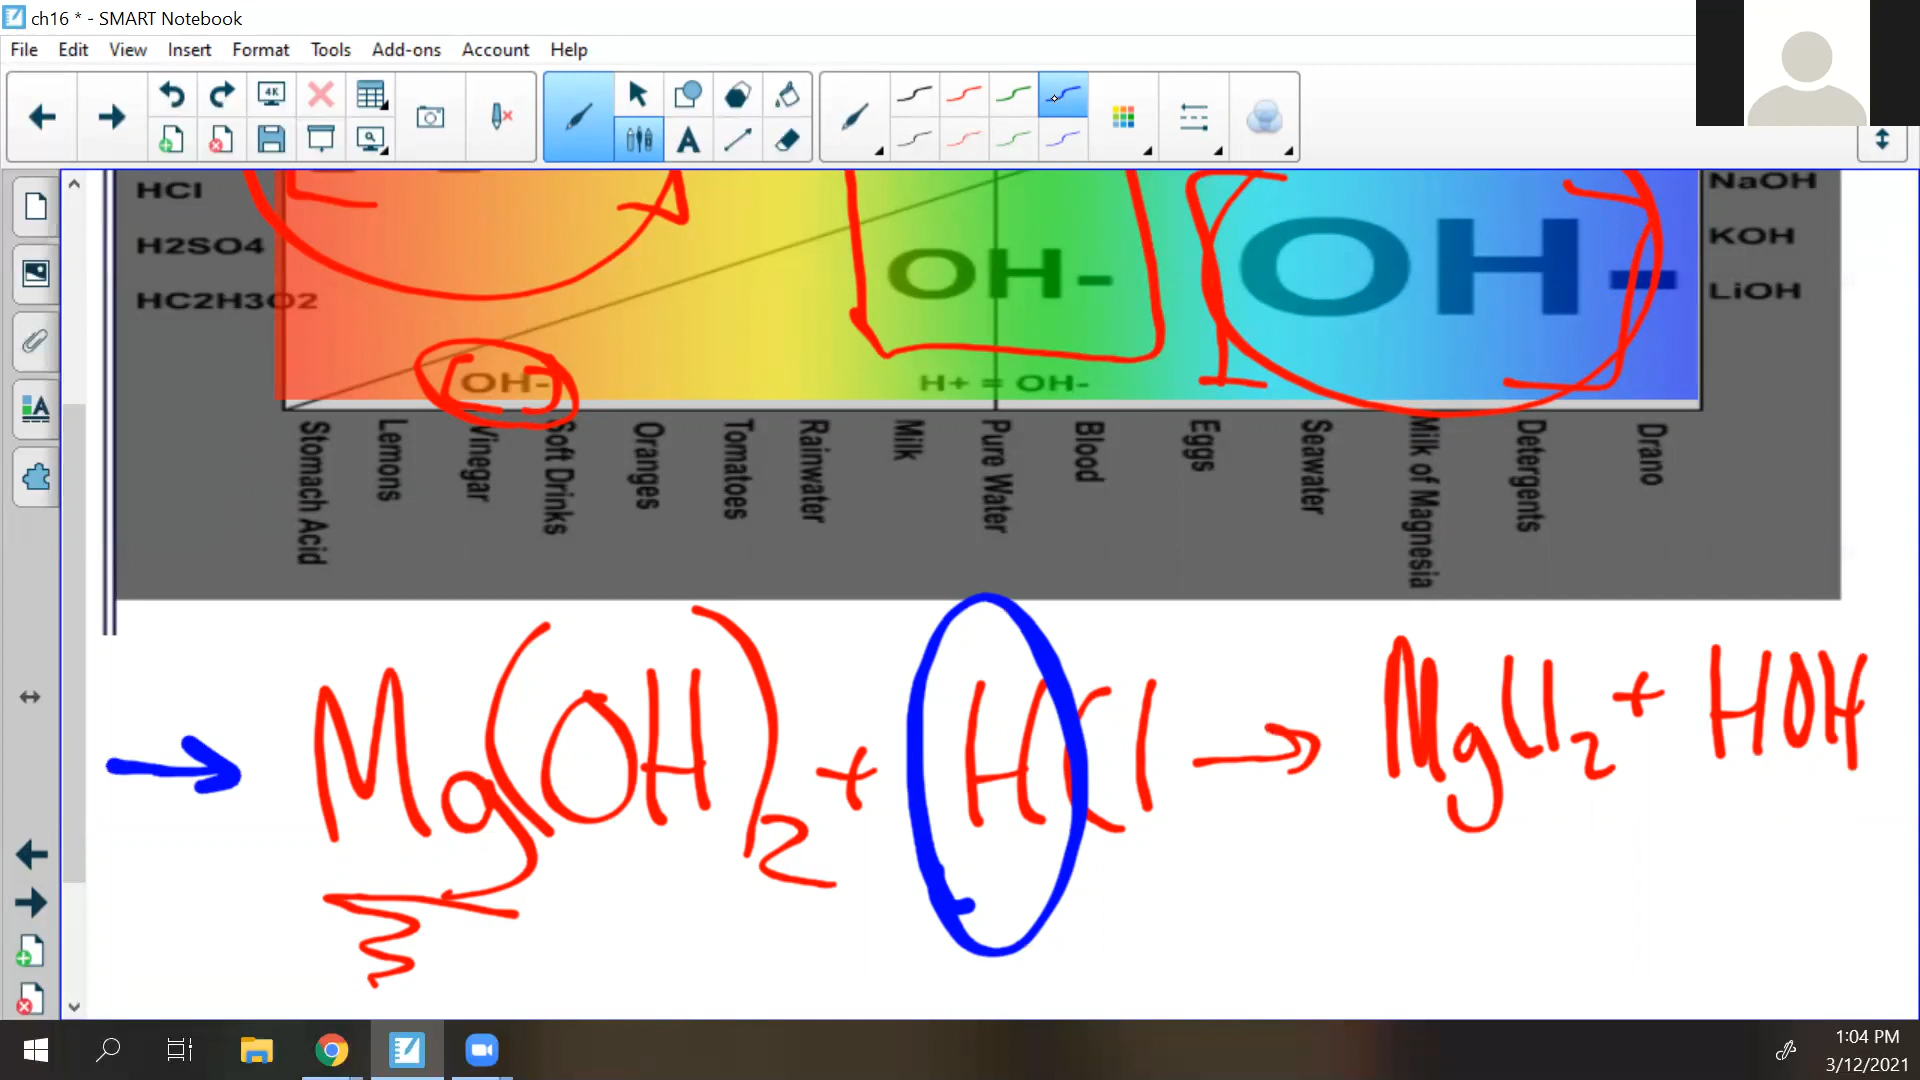 ch16 * - SMART Notebook
File Edit View Insert Format Tools Add-ons Account Help
4K
A
HCl
NaOH
H2SO4
OH-
OH-
KOH
HC2H3O2
LiOH
OH-
H+ = OH-
Stomach Acid
Lemons
Vinegar
Soft Drinks
Oranges
Tomatoes
Rainwater
Milk
Pure Water
Blood
Eggs
Seawater
Milk of Magnesia
Detergents
Drano
Mg(OH)2 + HCl → MgCl2 + HOH
1:04 PM
3/12/2021